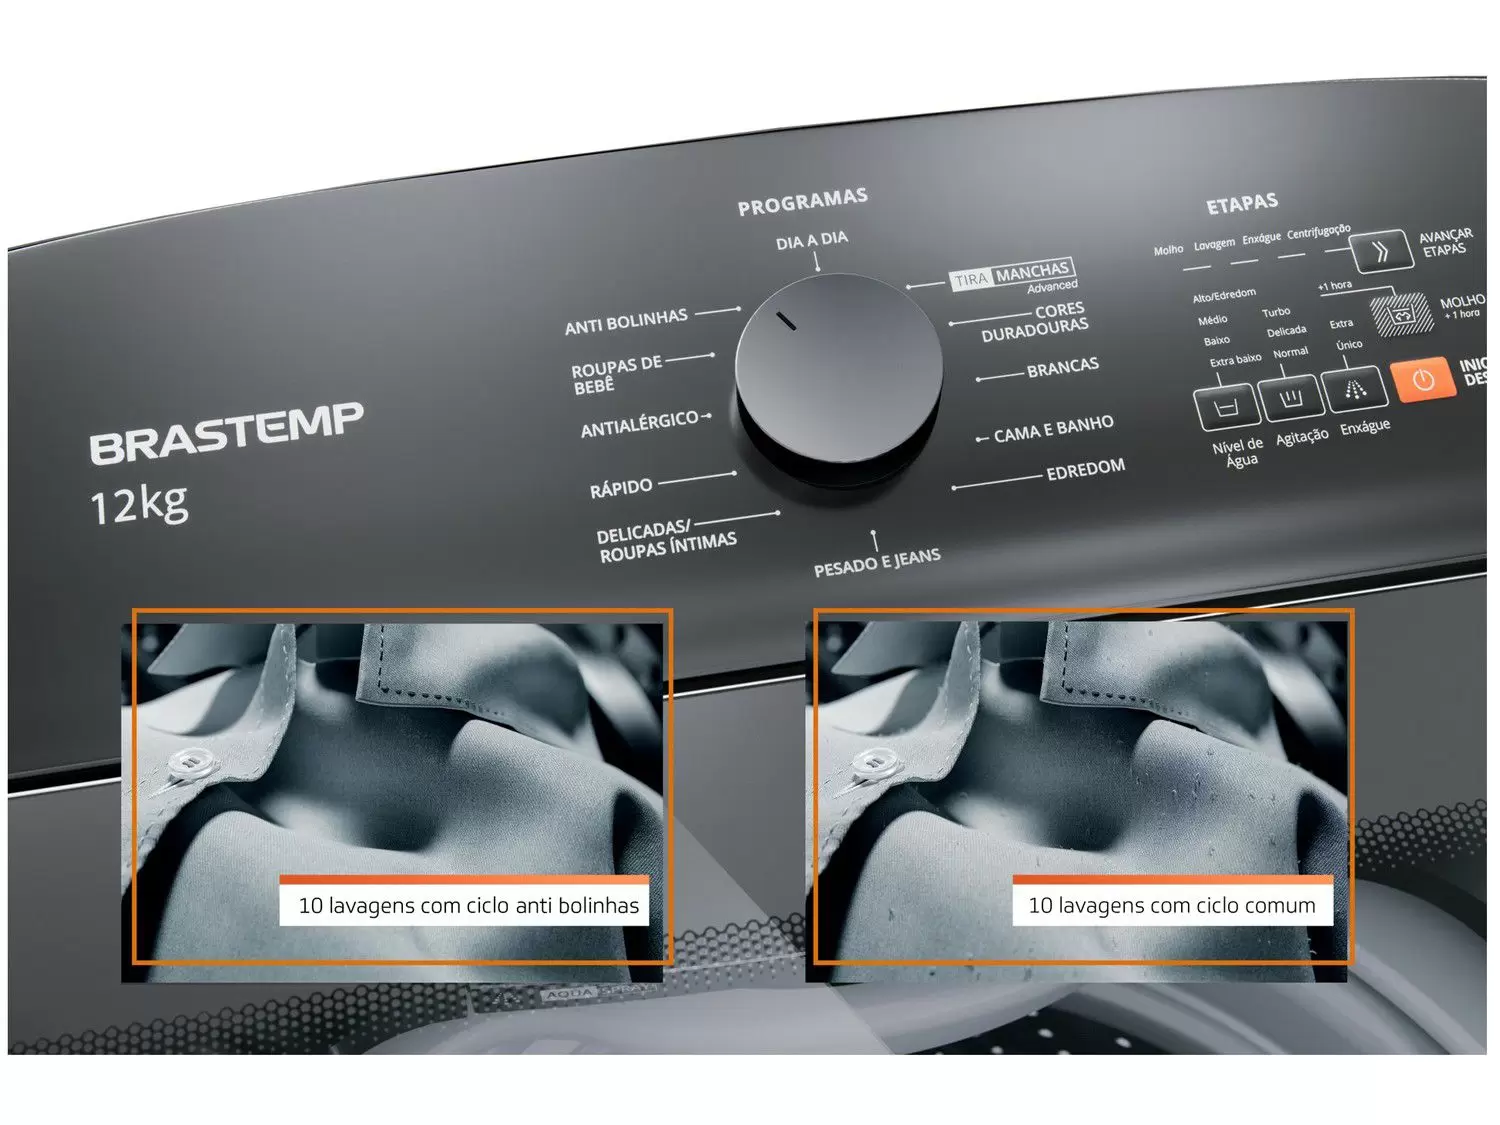 BRASTEMP
12kg
PROGRAMAS
DIA A DIA
TIRA MANCHAS
Advanced
CORES
DURADOURAS
BRANCAS
CAMA E BANHO
EDREDOM
PESADO E JEANS
DELICADAS/
ROUPAS ÍNTIMAS
RÁPIDO
ANTIALÉRGICO
ROUPAS DE
BEBÊ
ANTI BOLINHAS
ETAPAS
Molho Lavagem Enxágue Centrifugação
AVANÇAR
ETAPAS
+1 hora
MOLHO
+ 1 hora
Alto/Edredom
Médio
Baixo
Extra baixo
Turbo
Delicada
Normal
Extra
Único
Nível de
Água
Agitação
Enxágue
10 lavagens com ciclo anti bolinhas
10 lavagens com ciclo comum
AQUA SPRAY